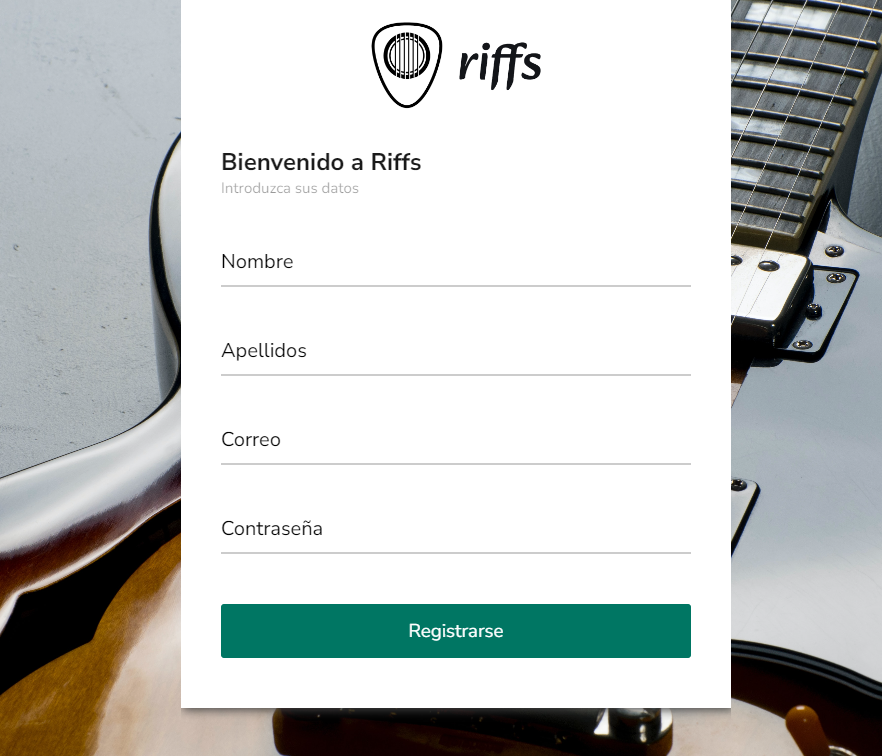 riffs
Bienvenido a Riffs
Introduzca sus datos
Nombre
Apellidos
Correo
Contraseña
Registrarse